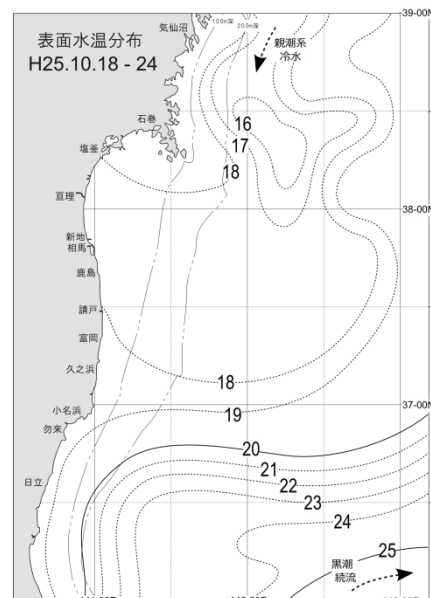 表面水温分布
H25.10.18 - 24
気仙沼
100m深
200m深
親潮系
冷水
39-00N
石巻
塩釜
亘理
新地
相馬
鹿島
請戸
富岡
久之浜
小名浜
勿来
日立
16
17
18
38-00N
18
19
37-00N
20
21
22
23
24
25
黒潮
続流